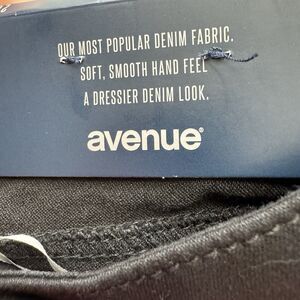 OUR MOST POPULAR DENIM FABRIC.
SOFT, SMOOTH HAND FEEL
A DRESSIER DENIM LOOK.
avenue®